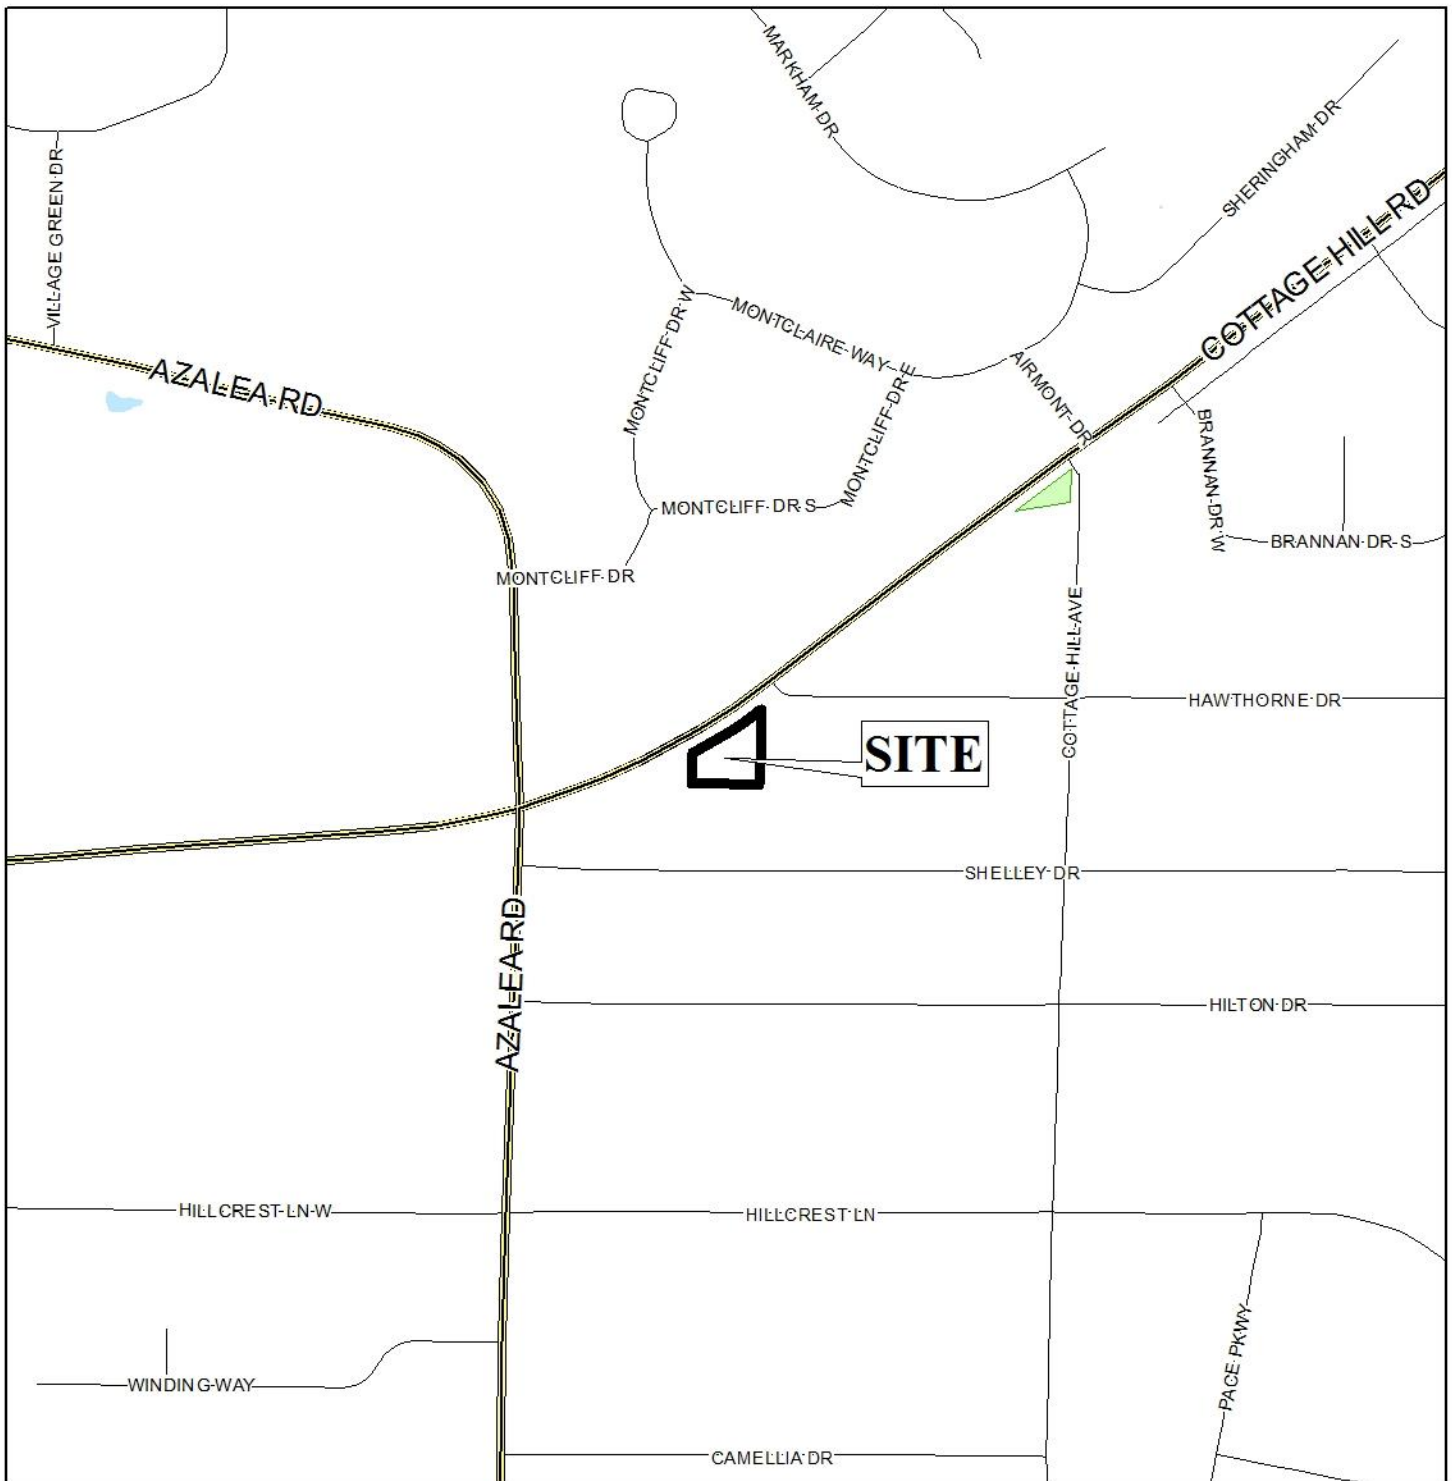 MARKHAM DR
SHERINGHAM DR
VILLAGE GREEN DR
COTTAGE HILL RD
MONTCLIFF DR W
MONTCLAIRE WAY
AZALEA RD
AIRMONT DR
MONTCLIFF DR E
BRANNAN DR W
MONTCLIFF DR S
BRANNAN DR S
MONTCLIFF DR
COTTAGE HILL AVE
HAWTHORNE DR
SITE
SHELLEY DR
AZALEA RD
HILTON DR
HILLCREST LN W
HILLCREST LN
PACE PKWY
WINDING WAY
CAMELLIA DR